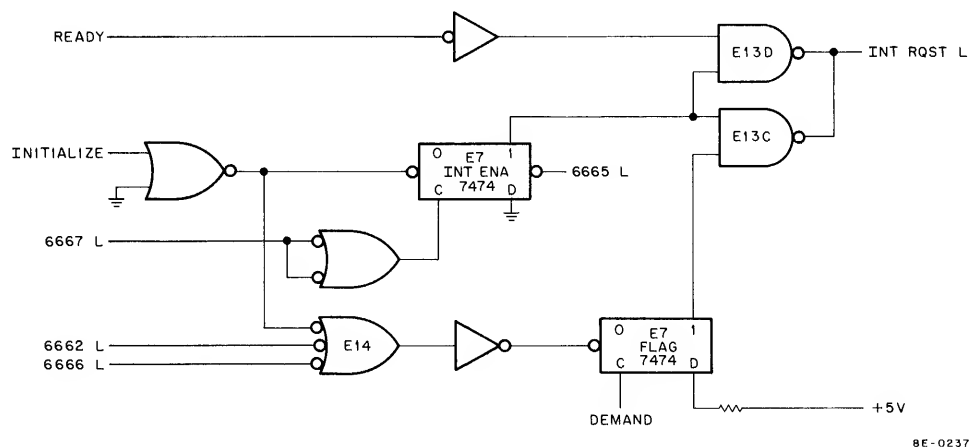 READY
E13D
INT RQST L
E13C
INITIALIZE
0 1
E7
INT ENA
7474
C D
6665 L
6667 L
6662 L
E14
6666 L
0 1
E7
FLAG
7474
C D
DEMAND
+5V
8E-0237